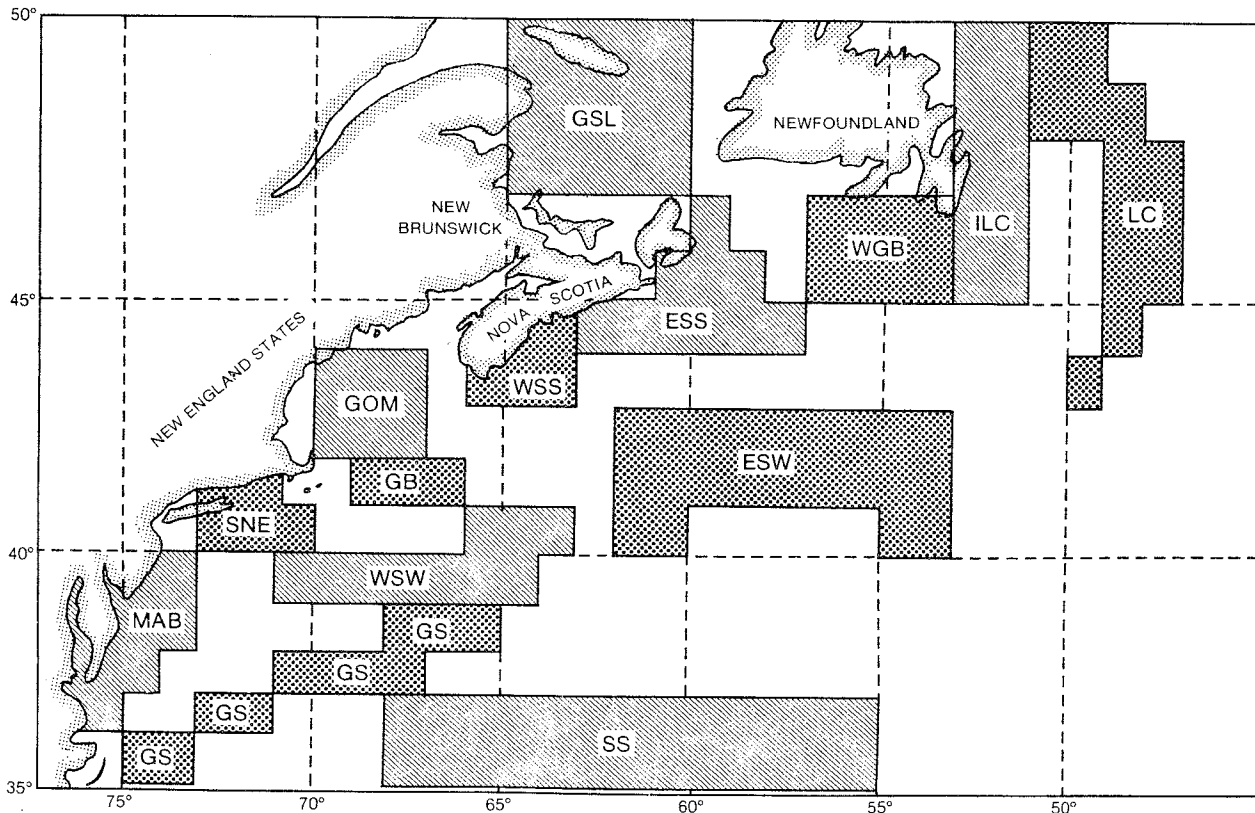 50°
GSL
NEWFOUNDLAND
NEW
BRUNSWICK
WGB
ILC
LC
45°
NOVA SCOTIA
ESS
NEW ENGLAND STATES
GOM
WSS
ESW
GB
SNE
40°
WSW
MAB
GS
GS
GS
SS
GS
35°
75°
70°
65°
60°
55°
50°